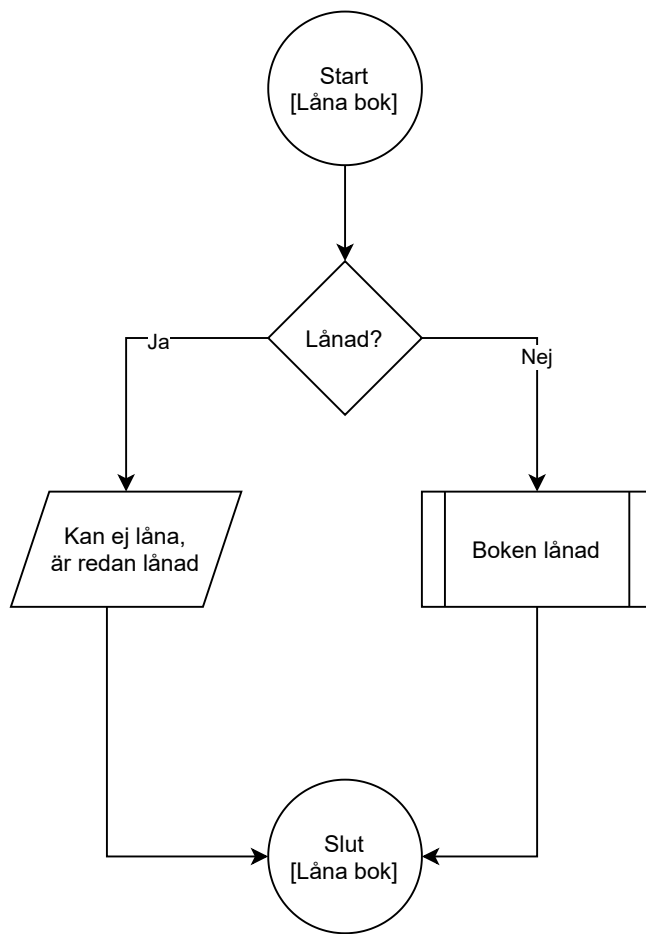 Start
[Låna bok]
Lånad?
Ja
Nej
Kan ej låna,
är redan lånad
Boken lånad
Slut
[Låna bok]